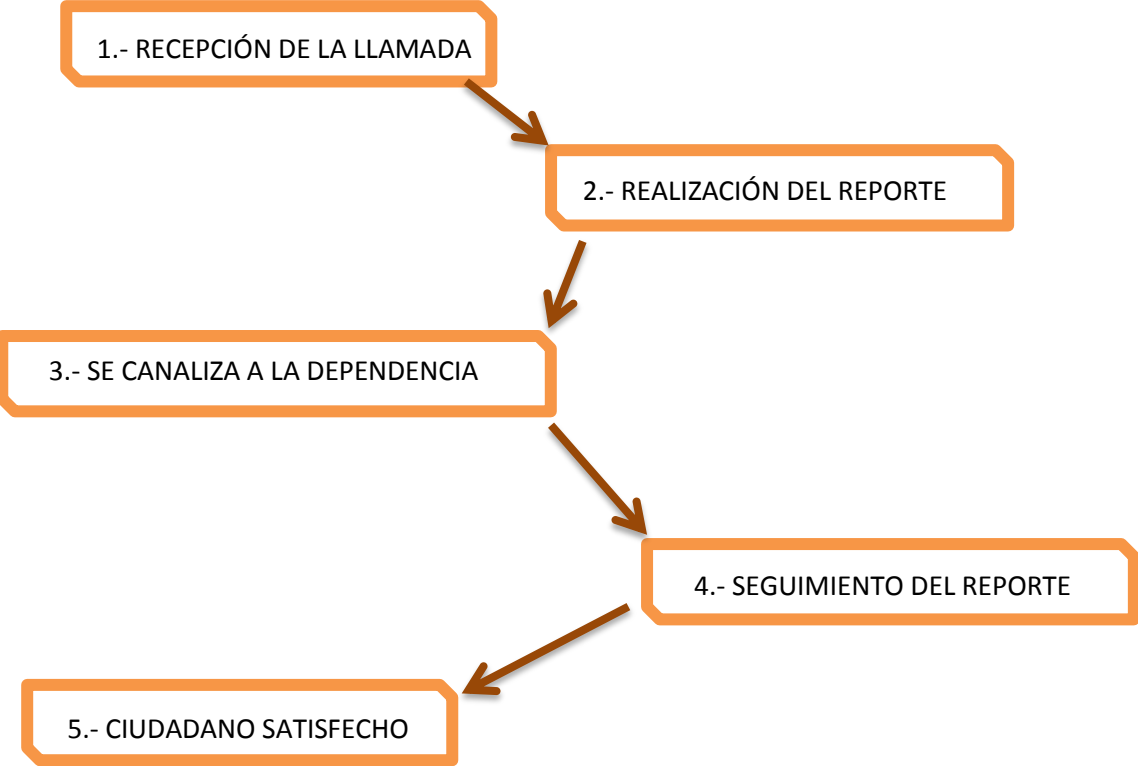 1.- RECEPCIÓN DE LA LLAMADA
2.- REALIZACIÓN DEL REPORTE
3.- SE CANALIZA A LA DEPENDENCIA
4.- SEGUIMIENTO DEL REPORTE
5.- CIUDADANO SATISFECHO